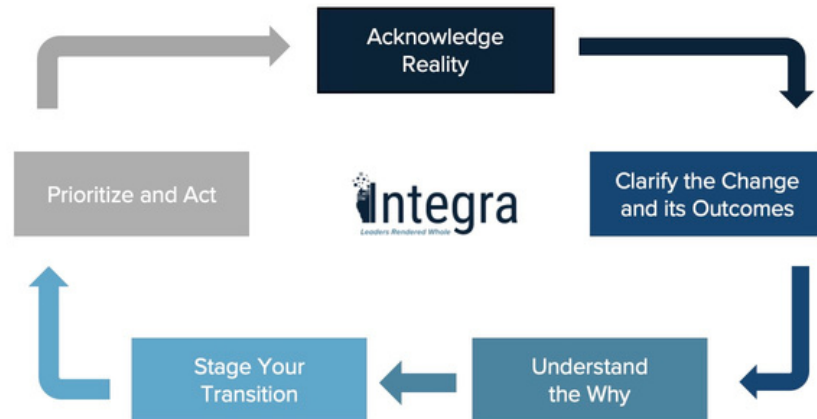 Acknowledge
Reality
Prioritize and Act
Integra
Leaders Rendered Whole
Clarify the Change
and its Outcomes
Stage Your
Transition
Understand
the Why